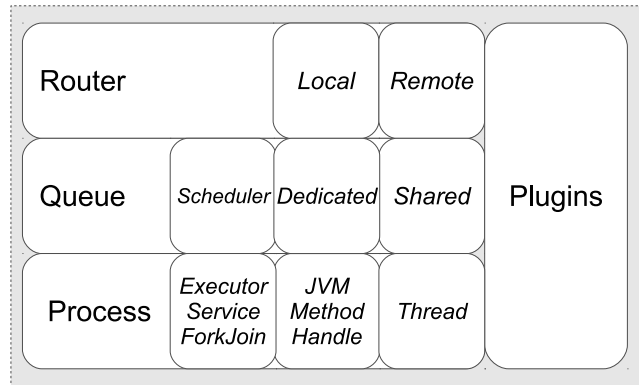 Router
Local
Remote
Queue
Scheduler
Dedicated
Shared
Plugins
Process
Executor
Service
ForkJoin
JVM
Method
Handle
Thread